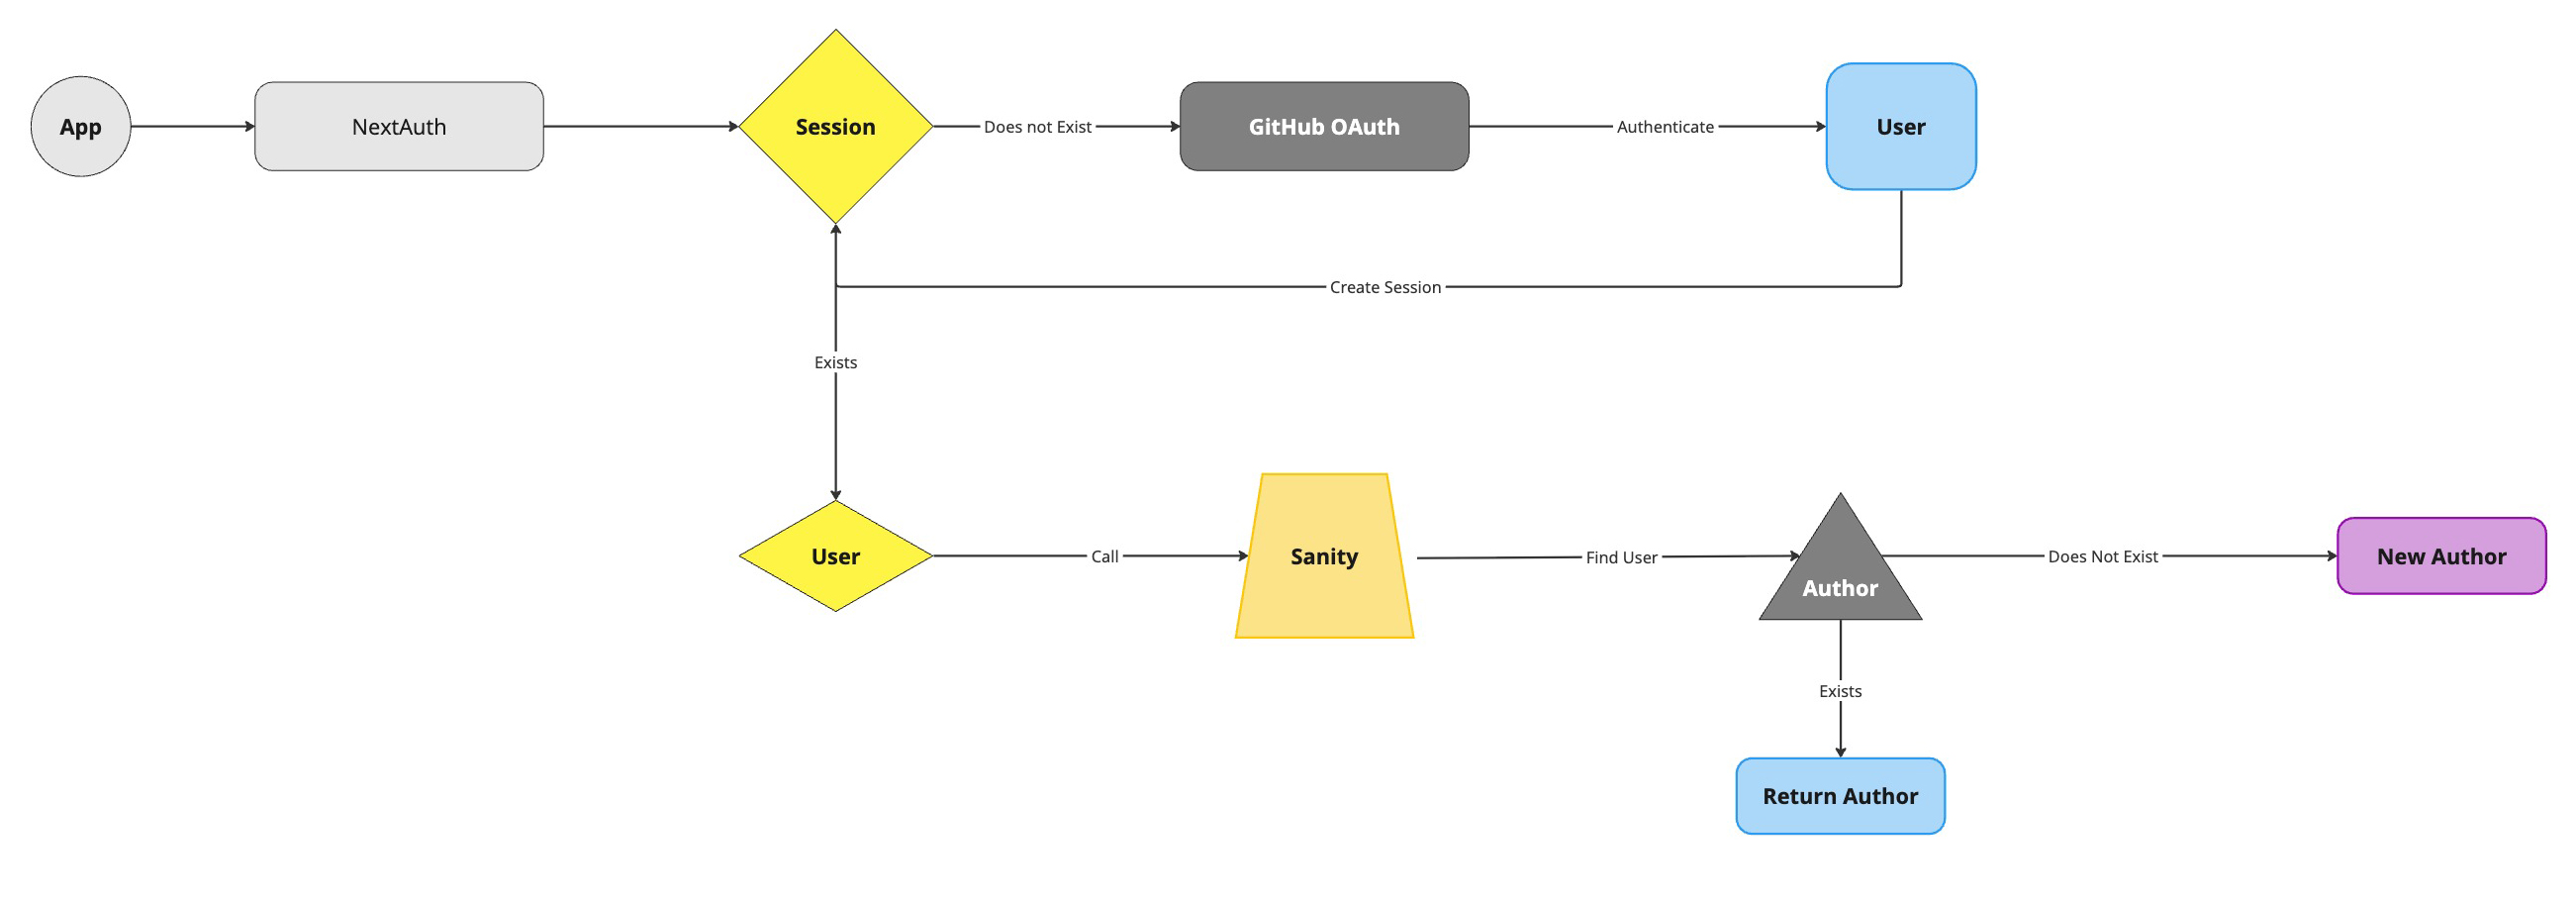 App
NextAuth
Session
Does not Exist
GitHub OAuth
Authenticate
User
Create Session
Exists
User
Call
Sanity
Find User
Author
Does Not Exist
New Author
Exists
Return Author